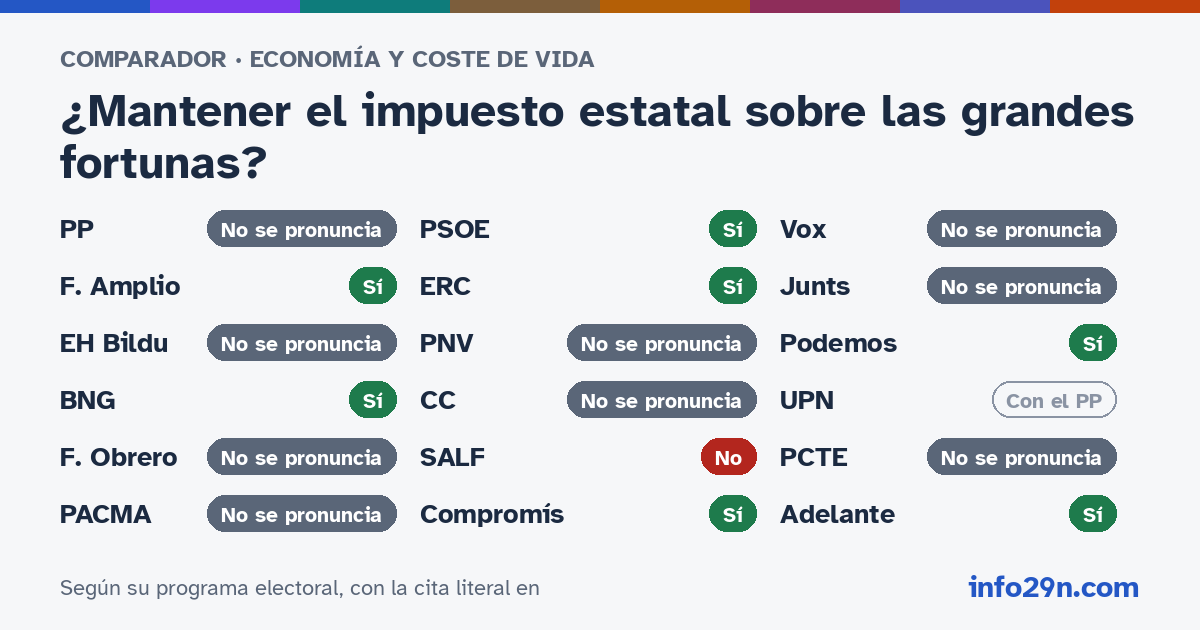 COMPARADOR · ECONOMÍA Y COSTE DE VIDA
¿Mantener el impuesto estatal sobre las grandes
fortunas?
PP No se pronuncia PSOE Sí Vox No se pronuncia
F. Amplio Sí ERC Sí Junts No se pronuncia
EH Bildu No se pronuncia PNV No se pronuncia Podemos Sí
BNG Sí CC No se pronuncia UPN Con el PP
F. Obrero No se pronuncia SALF No PCTE No se pronuncia
PACMA No se pronuncia Compromís Sí Adelante Sí
Según su programa electoral, con la cita literal en info29n.com